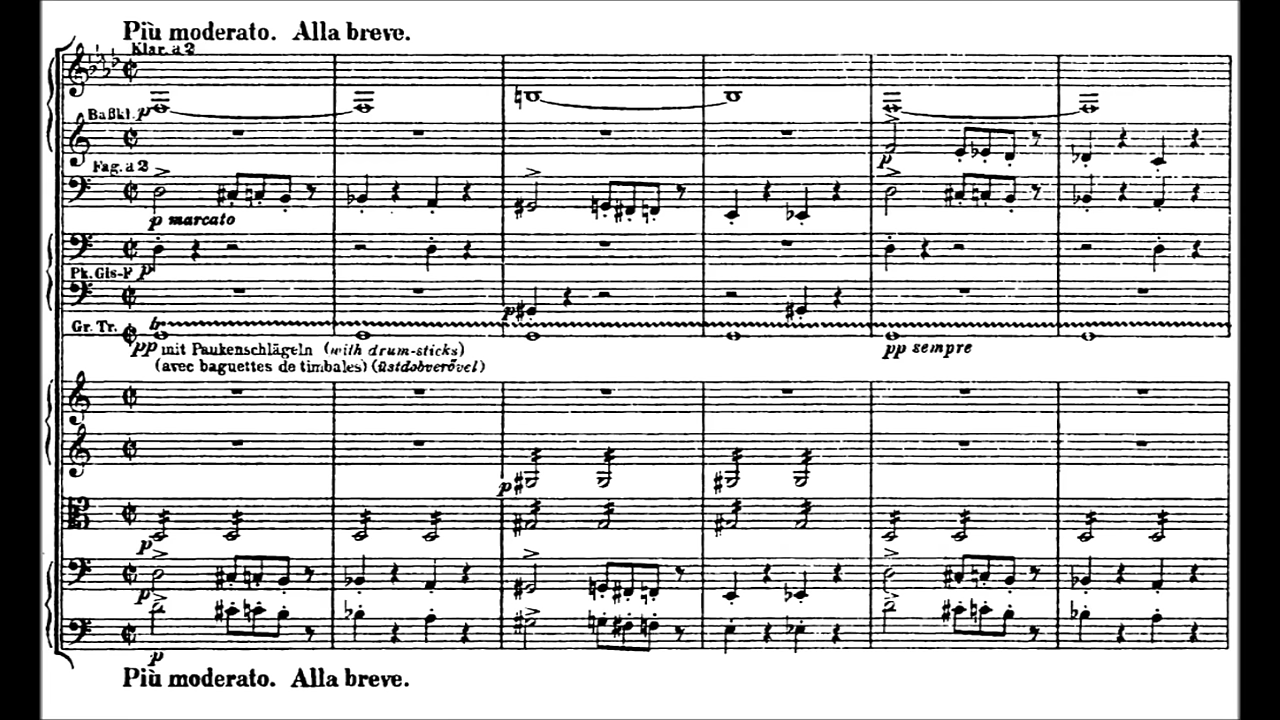 Più moderato. Alla breve.
Klar. à 2
p
Baßkl.
p
Fag. à 2
p marcato
p
Pk. Gis-F
p
Gr. Tr.
tr
pp mit Paukenschlägeln (with drum-sticks)
pp sempre
(avec baguettes de timbales) (üstdobverővel)
p
p
p
p
Più moderato. Alla breve.